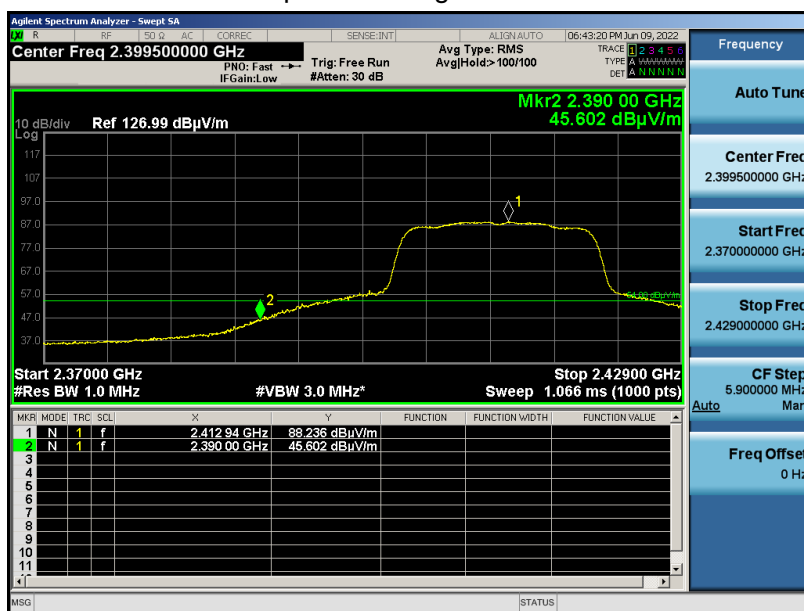 Agilent Spectrum Analyzer - Swept SA
LXI R RF 50 Ω AC CORREC SENSE:INT ALIGN AUTO 06:43:20 PM Jun 09, 2022
Center Freq 2.399500000 GHz
PNO: Fast
IFGain:Low
Trig: Free Run
#Atten: 30 dB
Avg Type: RMS
Avg|Hold:>100/100
TRACE 1 2 3 4 5 6
TYPE A
DET A N N N N N
Mkr2 2.390 00 GHz
45.602 dBµV/m
10 dB/div Ref 126.99 dBµV/m
Log
117
107
97.0
87.0
77.0
67.0
57.0
47.0
37.0
1
2
Start 2.37000 GHz Stop 2.42900 GHz
#Res BW 1.0 MHz #VBW 3.0 MHz* Sweep 1.066 ms (1000 pts)
MKR MODE TRC SCL X Y FUNCTION FUNCTION WIDTH FUNCTION VALUE
1 N 1 f 2.412 94 GHz 88.236 dBµV/m
2 N 1 f 2.390 00 GHz 45.602 dBµV/m
3
4
5
6
7
8
9
10
11
MSG STATUS
Frequency
Auto Tune
Center Freq
2.399500000 GHz
Start Freq
2.370000000 GHz
Stop Freq
2.429000000 GHz
CF Step
5.900000 MHz
Auto Man
Freq Offset
0 Hz